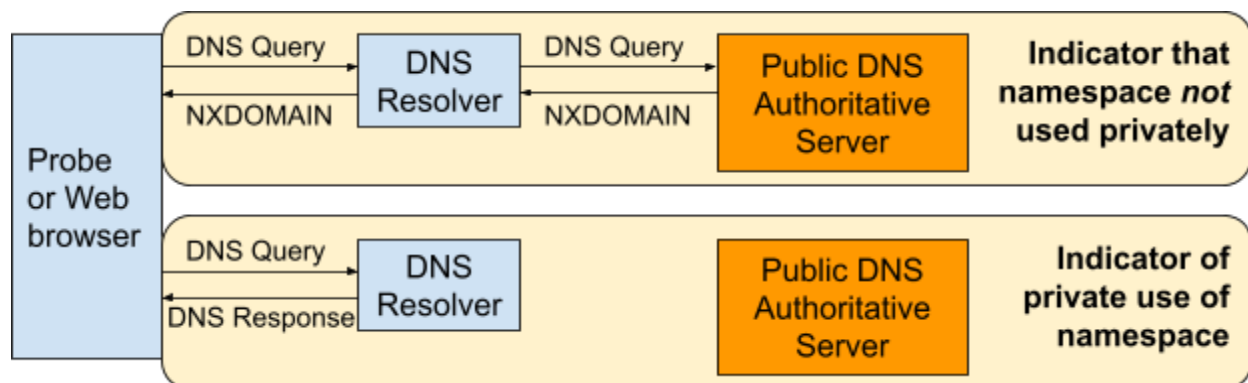 Probe
or Web
browser
DNS Query
NXDOMAIN
DNS
Resolver
DNS Query
NXDOMAIN
Public DNS
Authoritative
Server
Indicator that
namespace not
used privately
DNS Query
DNS Response
DNS
Resolver
Public DNS
Authoritative
Server
Indicator of
private use of
namespace